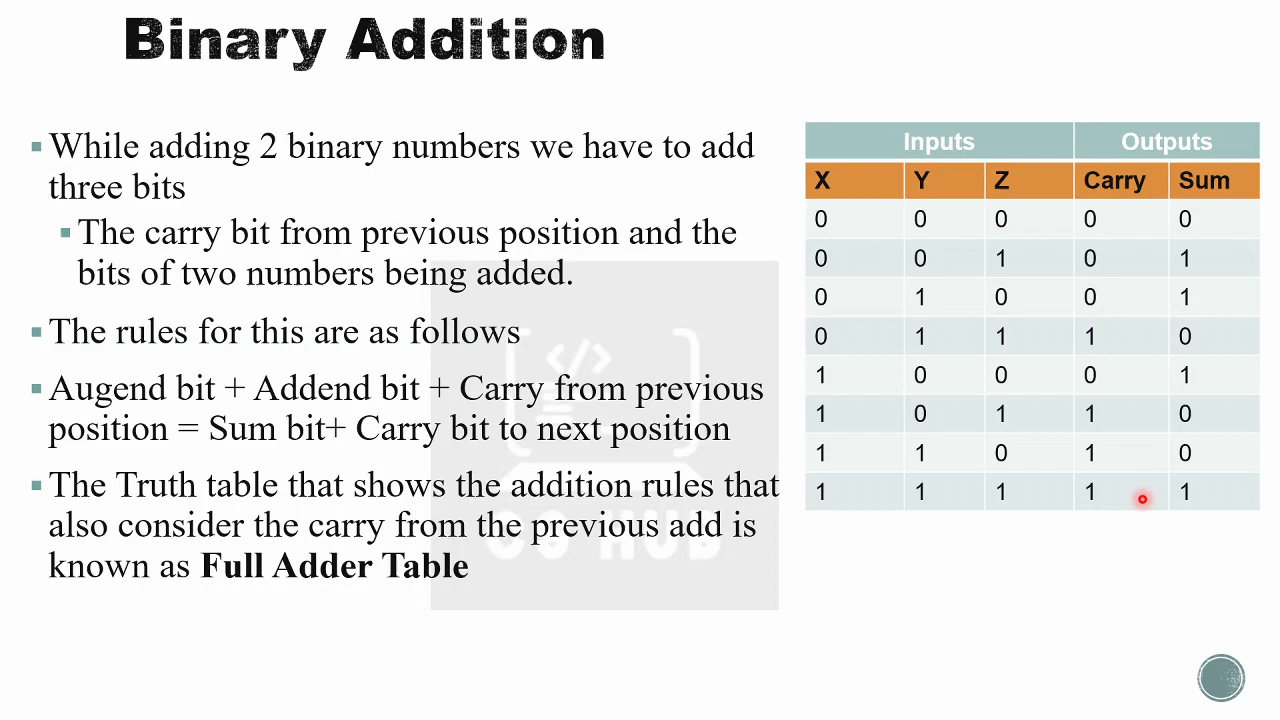 Binary Addition
While adding 2 binary numbers we have to add
three bits
The carry bit from previous position and the
bits of two numbers being added.
The rules for this are as follows
Augend bit + Addend bit + Carry from previous
position = Sum bit+ Carry bit to next position
The Truth table that shows the addition rules that
also consider the carry from the previous add is
known as Full Adder Table
Inputs Outputs
X Y Z Carry Sum
0 0 0 0 0
0 0 1 0 1
0 1 0 0 1
0 1 1 1 0
1 0 0 0 1
1 0 1 1 0
1 1 0 1 0
1 1 1 1 1
</> 
CS HUB